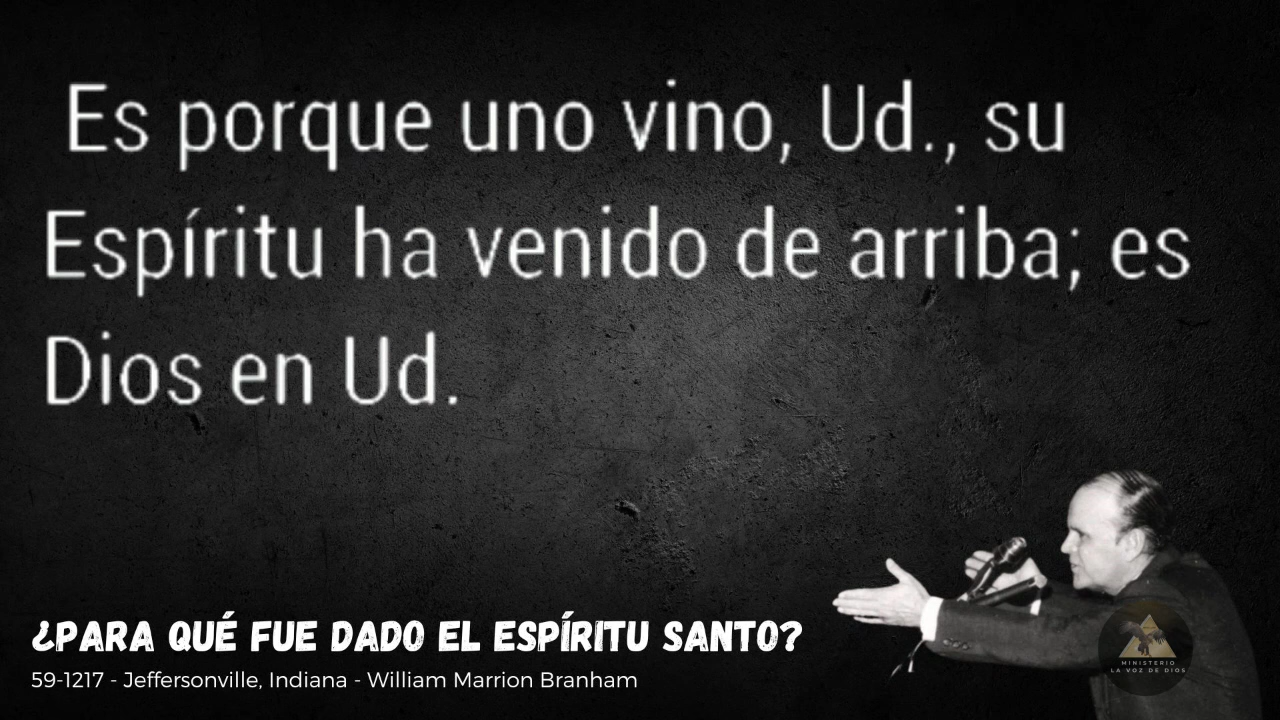 Es porque uno vino, Ud., su
Espíritu ha venido de arriba; es
Dios en Ud.
¿PARA QUÉ FUE DADO EL ESPÍRITU SANTO?
59-1217 - Jeffersonville, Indiana - William Marrion Branham
MINISTERIO
LA VOZ DE DIOS